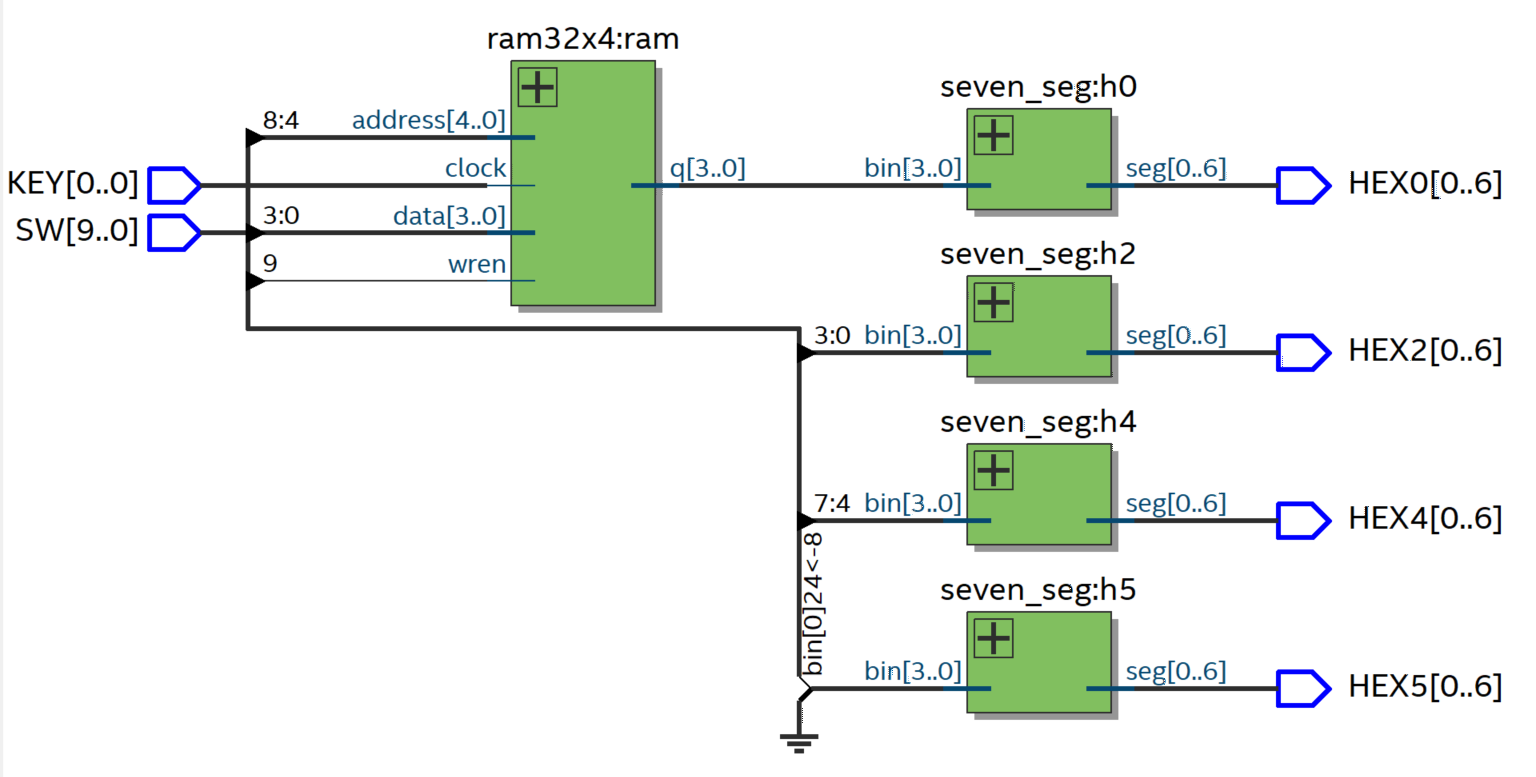 ram32x4:ram
8:4 address[4..0]
KEY[0..0] clock q[3..0]
SW[9..0] 3:0 data[3..0]
9 wren
seven_seg:h0
bin[3..0] seg[0..6] HEX0[0..6]
seven_seg:h2
3:0 bin[3..0] seg[0..6] HEX2[0..6]
seven_seg:h4
7:4 bin[3..0] seg[0..6] HEX4[0..6]
bin[0]24<-8
seven_seg:h5
bin[3..0] seg[0..6] HEX5[0..6]